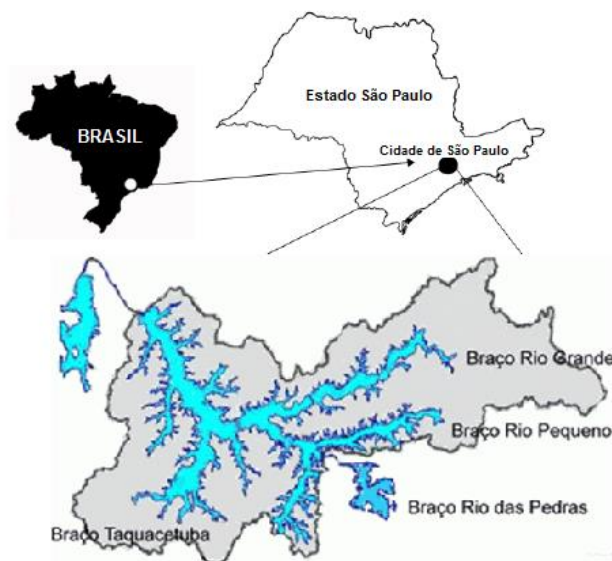 BRASIL
Estado São Paulo
Cidade de São Paulo
Braço Rio Grande
Braço Rio Pequeno
Braço Rio das Pedras
Braço Taquacetuba